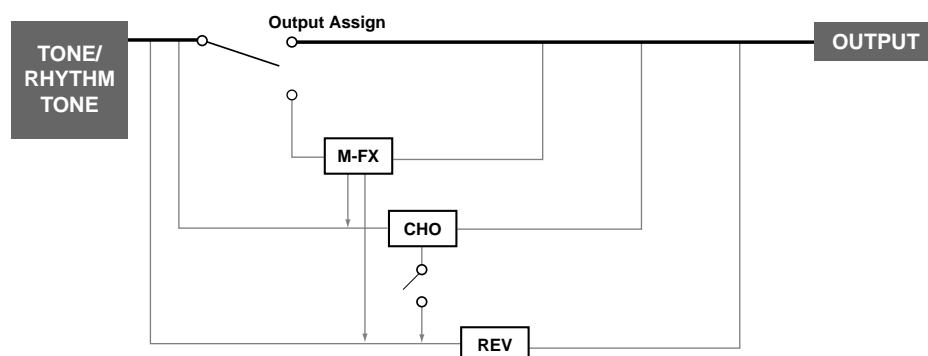 Output Assign
TONE/
RHYTHM
TONE
OUTPUT
M-FX
CHO
REV